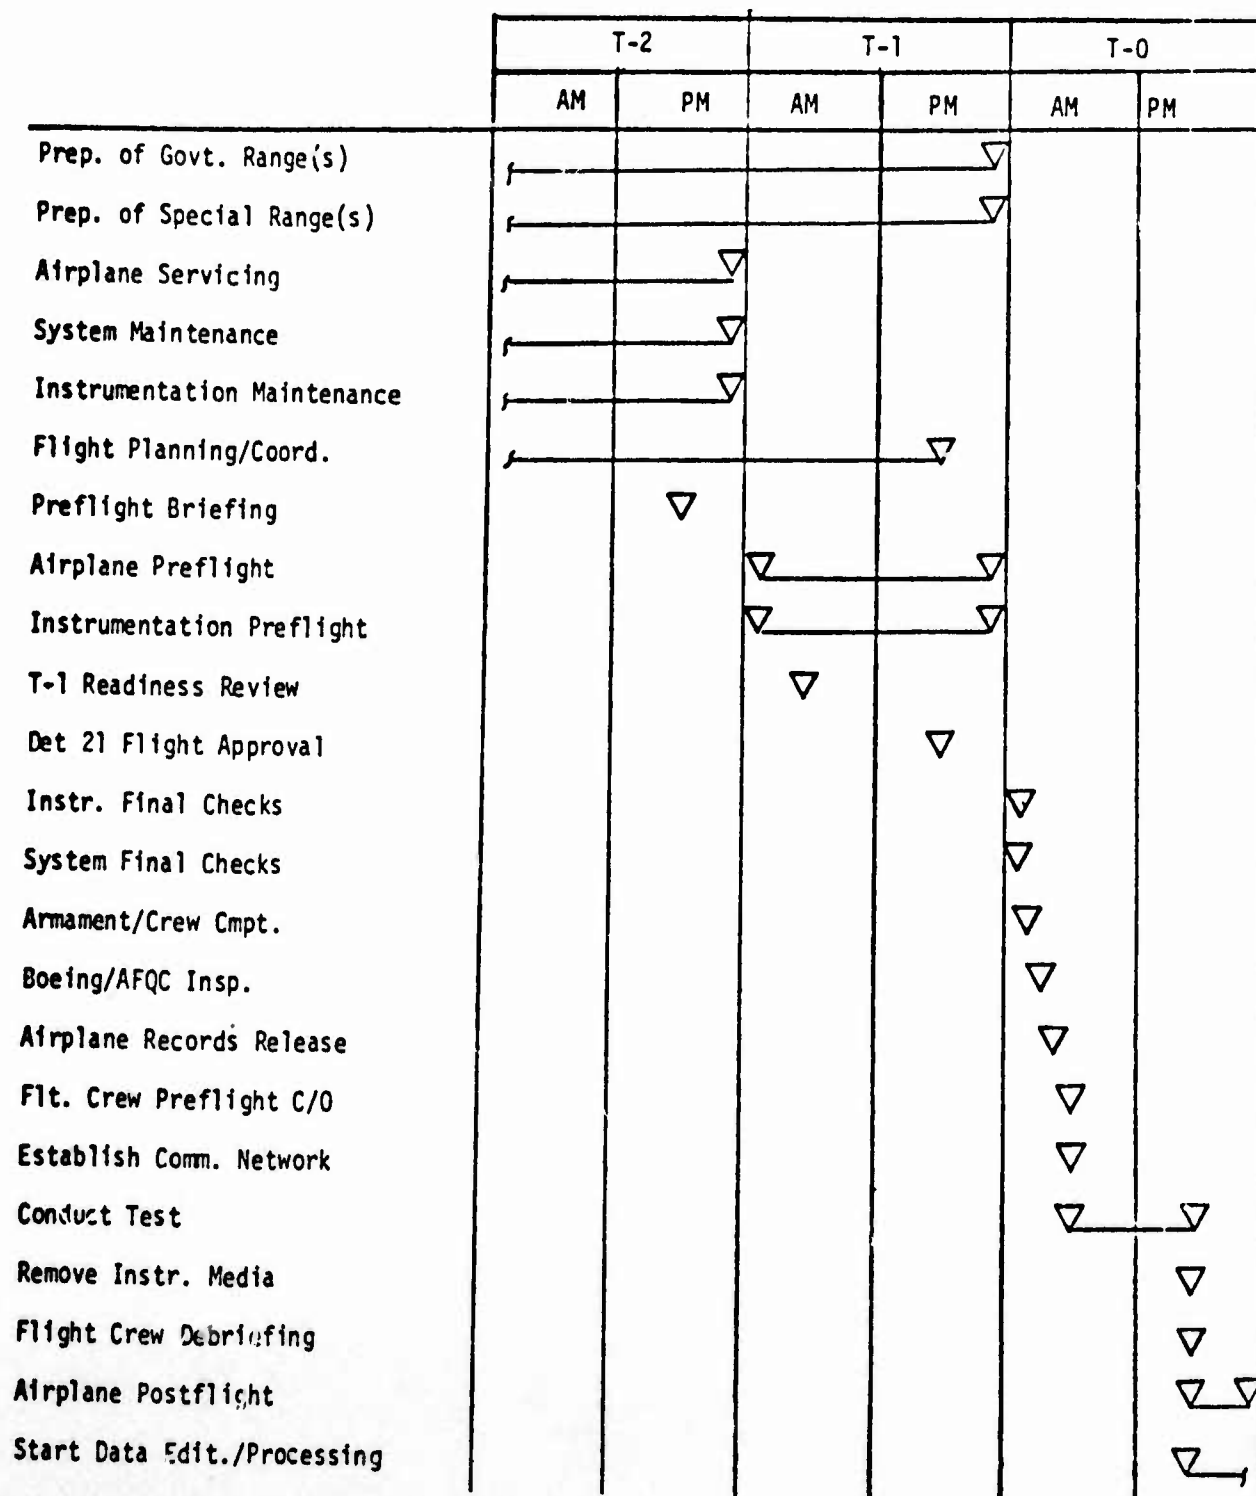 T-2 T-1 T-0
AM PM AM PM AM PM
Prep. of Govt. Range(s)
Prep. of Special Range(s)
Airplane Servicing
System Maintenance
Instrumentation Maintenance
Flight Planning/Coord.
Preflight Briefing
Airplane Preflight
Instrumentation Preflight
T-1 Readiness Review
Det 21 Flight Approval
Instr. Final Checks
System Final Checks
Armament/Crew Cmpt.
Boeing/AFQC Insp.
Airplane Records Release
Flt. Crew Preflight C/O
Establish Comm. Network
Conduct Test
Remove Instr. Media
Flight Crew Debriefing
Airplane Postflight
Start Data Edit./Processing